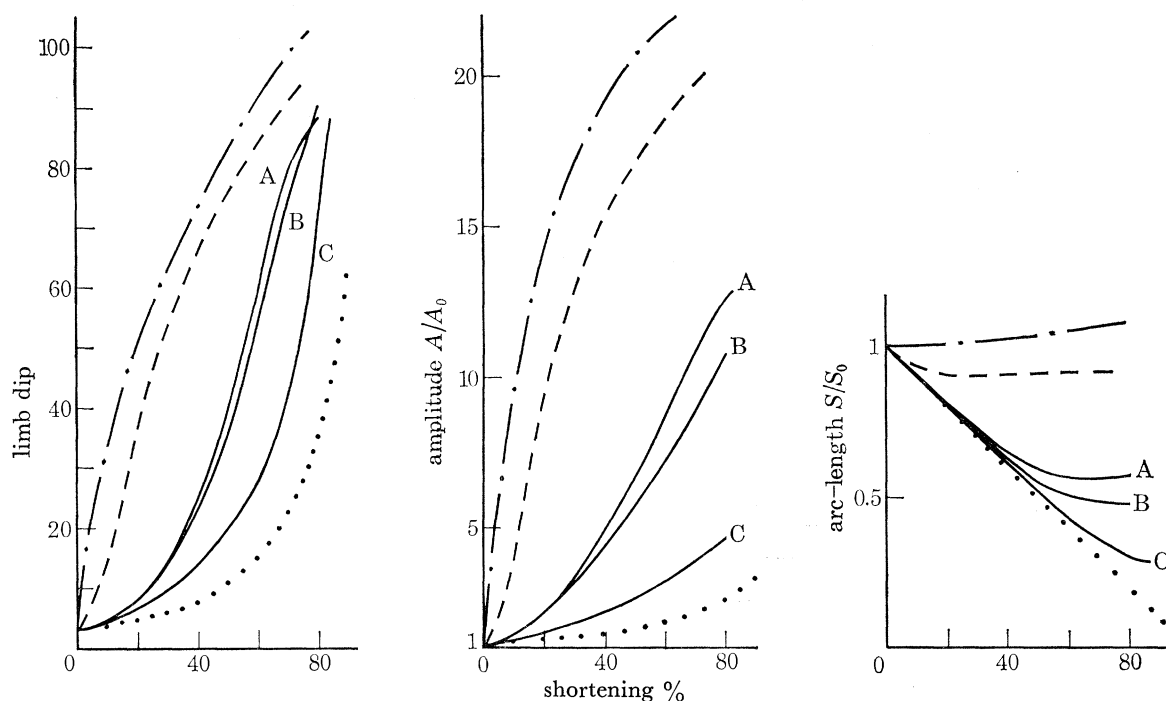 limb dip
100
80
60
40
20
0
40
80
A
B
C
amplitude A/A₀
20
15
10
5
1
0
40
80
A
B
C
shortening %
arc-length S/S₀
1
0.5
0
40
80
A
B
C